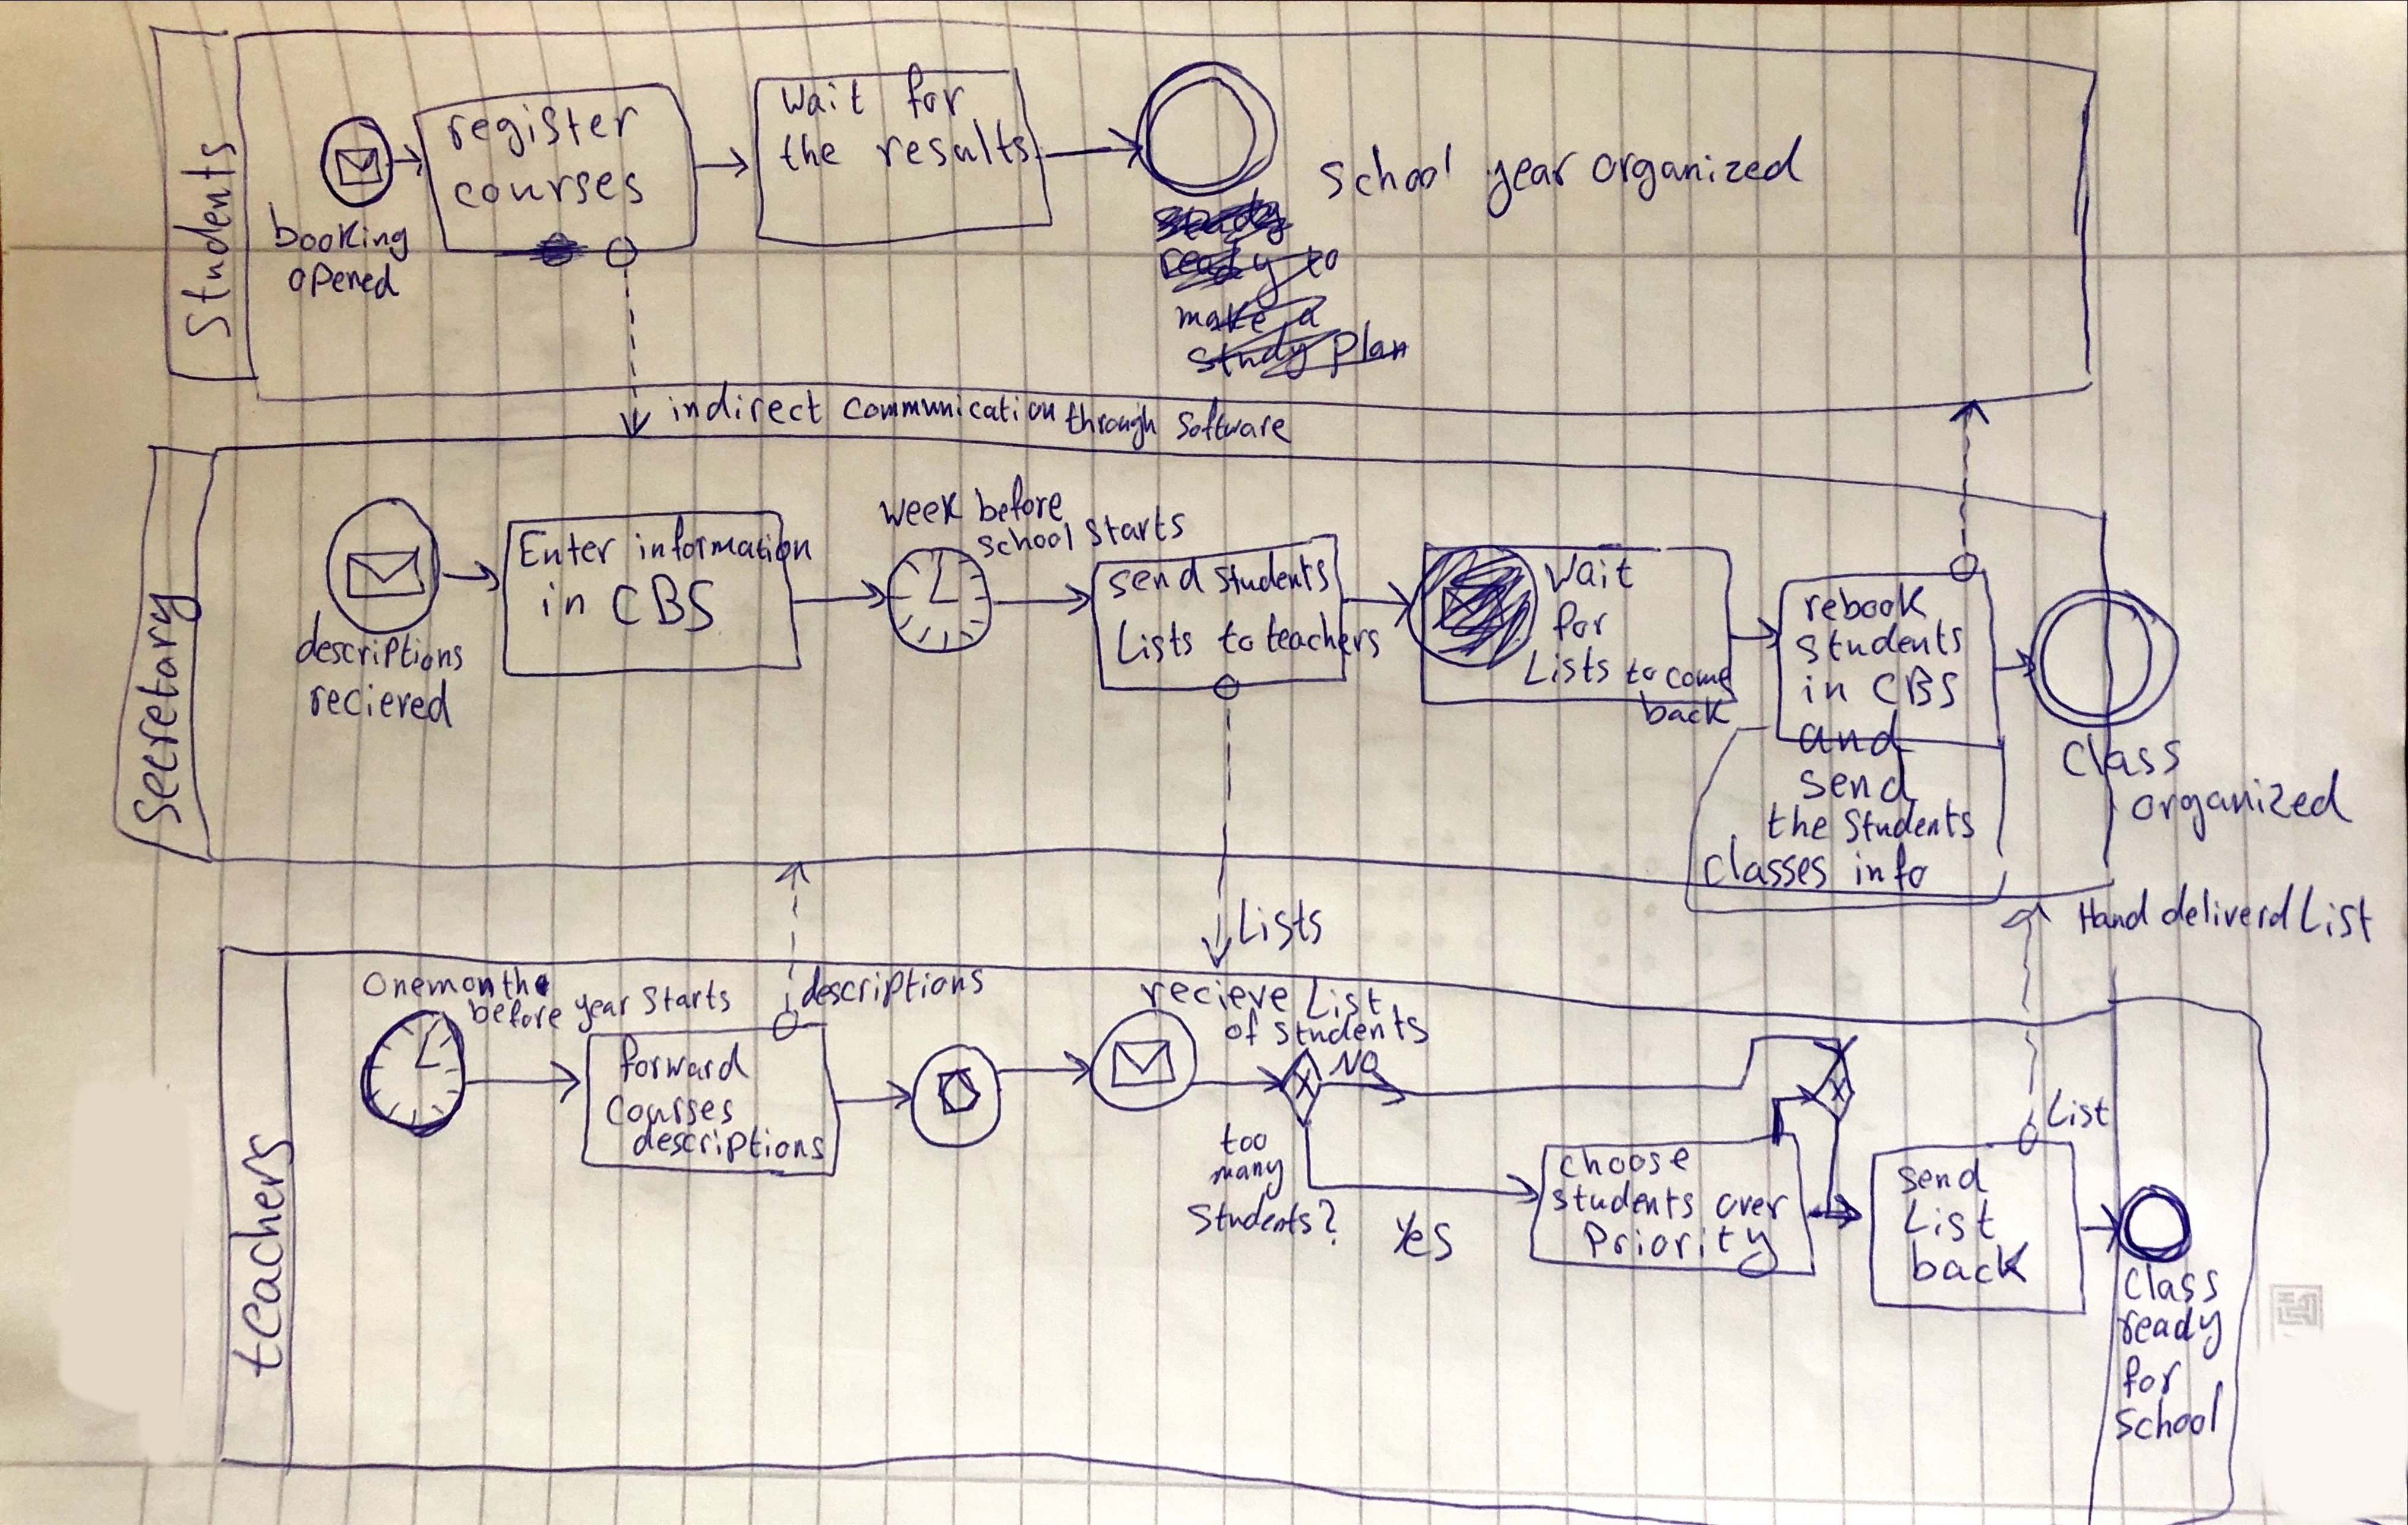 Students
booking
opened
register
courses
Wait for
the results
School year organized
ready to
make a
study plan
indirect communication through software
Secretary
descriptions
recieved
Enter information
in CBS
week before
school starts
send students
Lists to teachers
Wait
for
Lists to come
back
rebook
students
in CBS
and
send
the students
classes info
class
organized
Hand deliverd List
Lists
teachers
One month
before year starts
descriptions
forward
courses
descriptions
recieve List
of students
NO
too
many
students?
Yes
choose
students over
Priority
List
send
List
back
class
ready
for
school